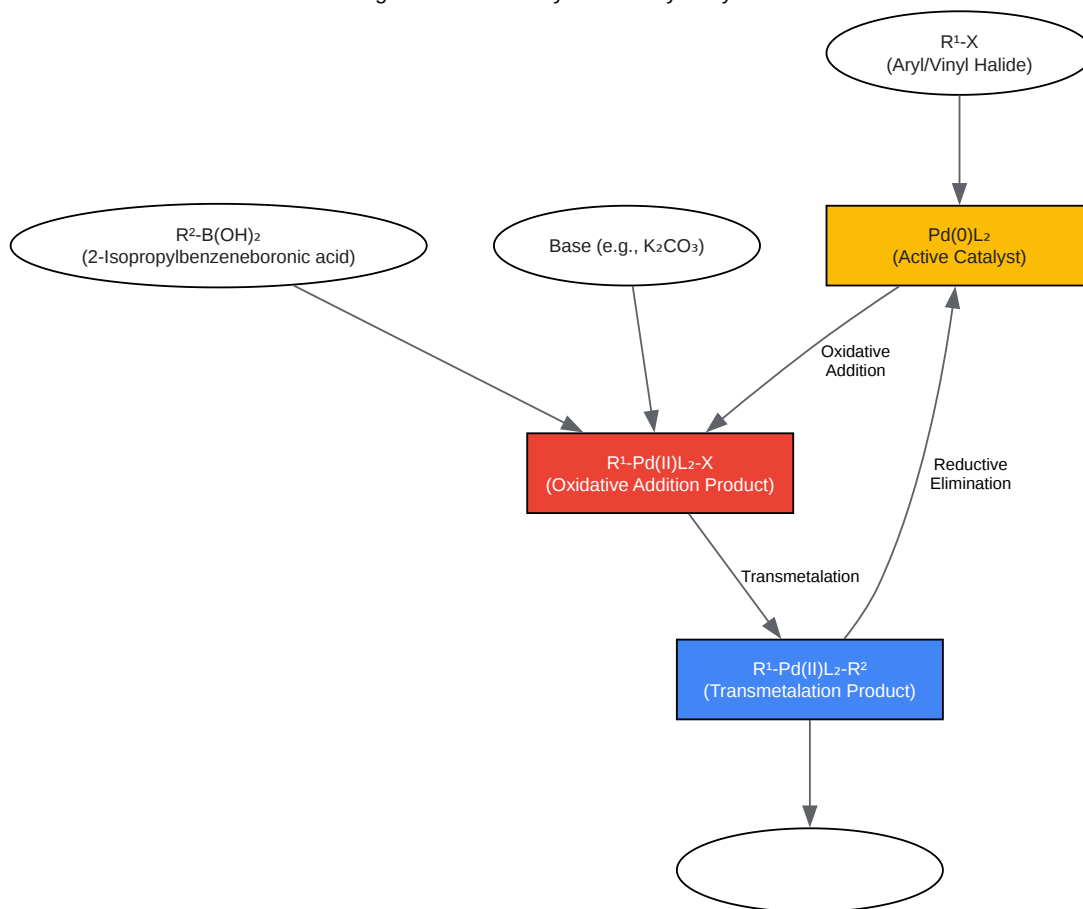 R¹-X
(Aryl/Vinyl Halide)
R²-B(OH)₂
(2-Isopropylbenzeneboronic acid)
Base (e.g., K₂CO₃)
Pd(0)L₂
(Active Catalyst)
Oxidative
Addition
R¹-Pd(II)L₂-X
(Oxidative Addition Product)
Reductive
Elimination
Transmetalation
R¹-Pd(II)L₂-R²
(Transmetalation Product)